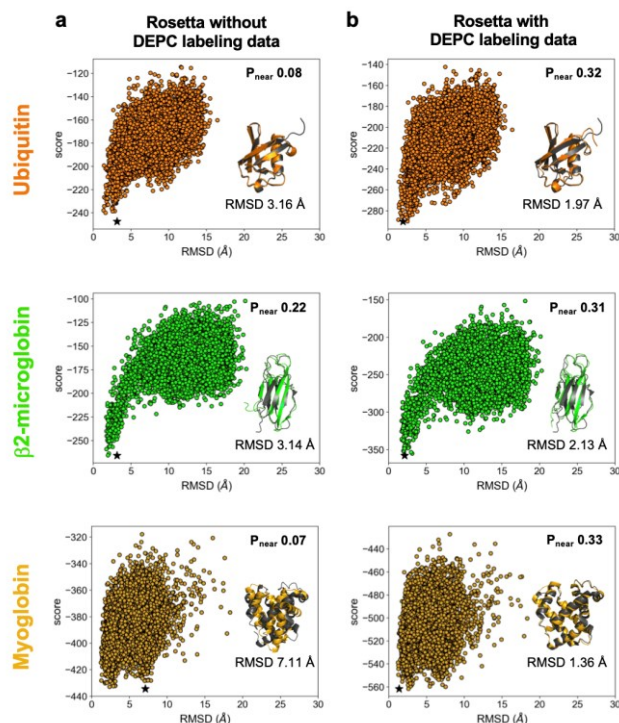 a
Rosetta without
DEPC labeling data
b
Rosetta with
DEPC labeling data
Ubiquitin
score
−120
−140
−160
−180
−200
−220
−240
Pnear 0.08
RMSD 3.16 Å
0 5 10 15 20 25 30
RMSD (Å)
score
−140
−160
−180
−200
−220
−240
−260
−280
Pnear 0.32
RMSD 1.97 Å
0 5 10 15 20 25 30
RMSD (Å)
β2-microglobin
score
−100
−125
−150
−175
−200
−225
−250
Pnear 0.22
RMSD 3.14 Å
0 5 10 15 20 25 30
RMSD (Å)
score
−150
−200
−250
−300
−350
Pnear 0.31
RMSD 2.13 Å
0 5 10 15 20 25 30
RMSD (Å)
Myoglobin
score
−320
−340
−360
−380
−400
−420
−440
Pnear 0.07
RMSD 7.11 Å
0 5 10 15 20 25 30
RMSD (Å)
score
−440
−460
−480
−500
−520
−540
−560
Pnear 0.33
RMSD 1.36 Å
0 5 10 15 20 25 30
RMSD (Å)